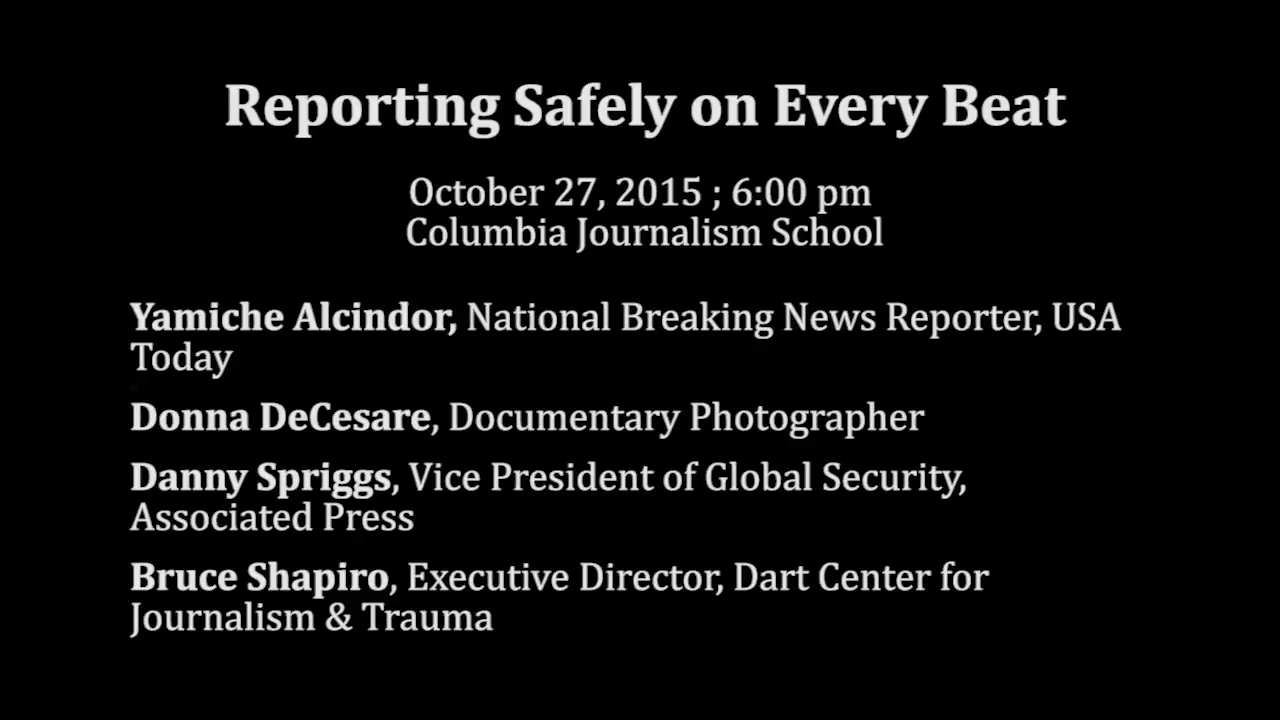 Reporting Safely on Every Beat
October 27, 2015 ; 6:00 pm
Columbia Journalism School
Yamiche Alcindor, National Breaking News Reporter, USA
Today
Donna DeCesare, Documentary Photographer
Danny Spriggs, Vice President of Global Security,
Associated Press
Bruce Shapiro, Executive Director, Dart Center for
Journalism & Trauma